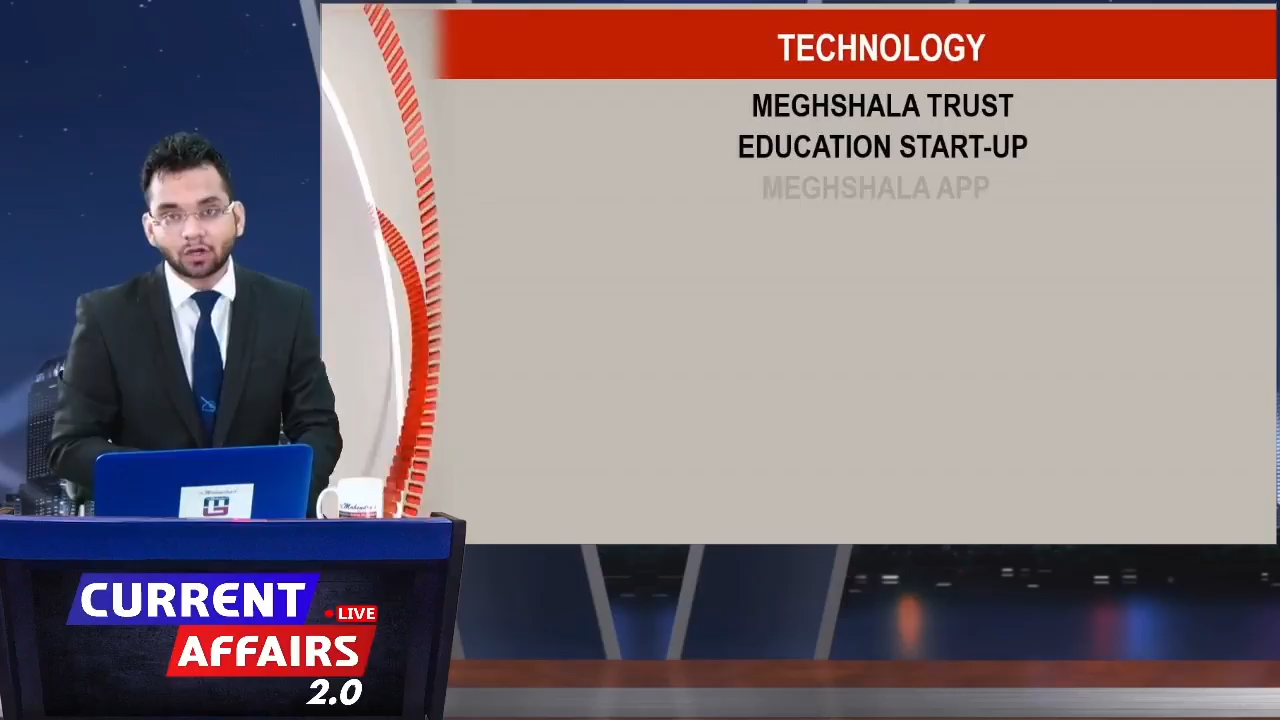 TECHNOLOGY
MEGHSHALA TRUST
EDUCATION START-UP
MEGHSHALA APP
CURRENT
LIVE
AFFAIRS
2.0